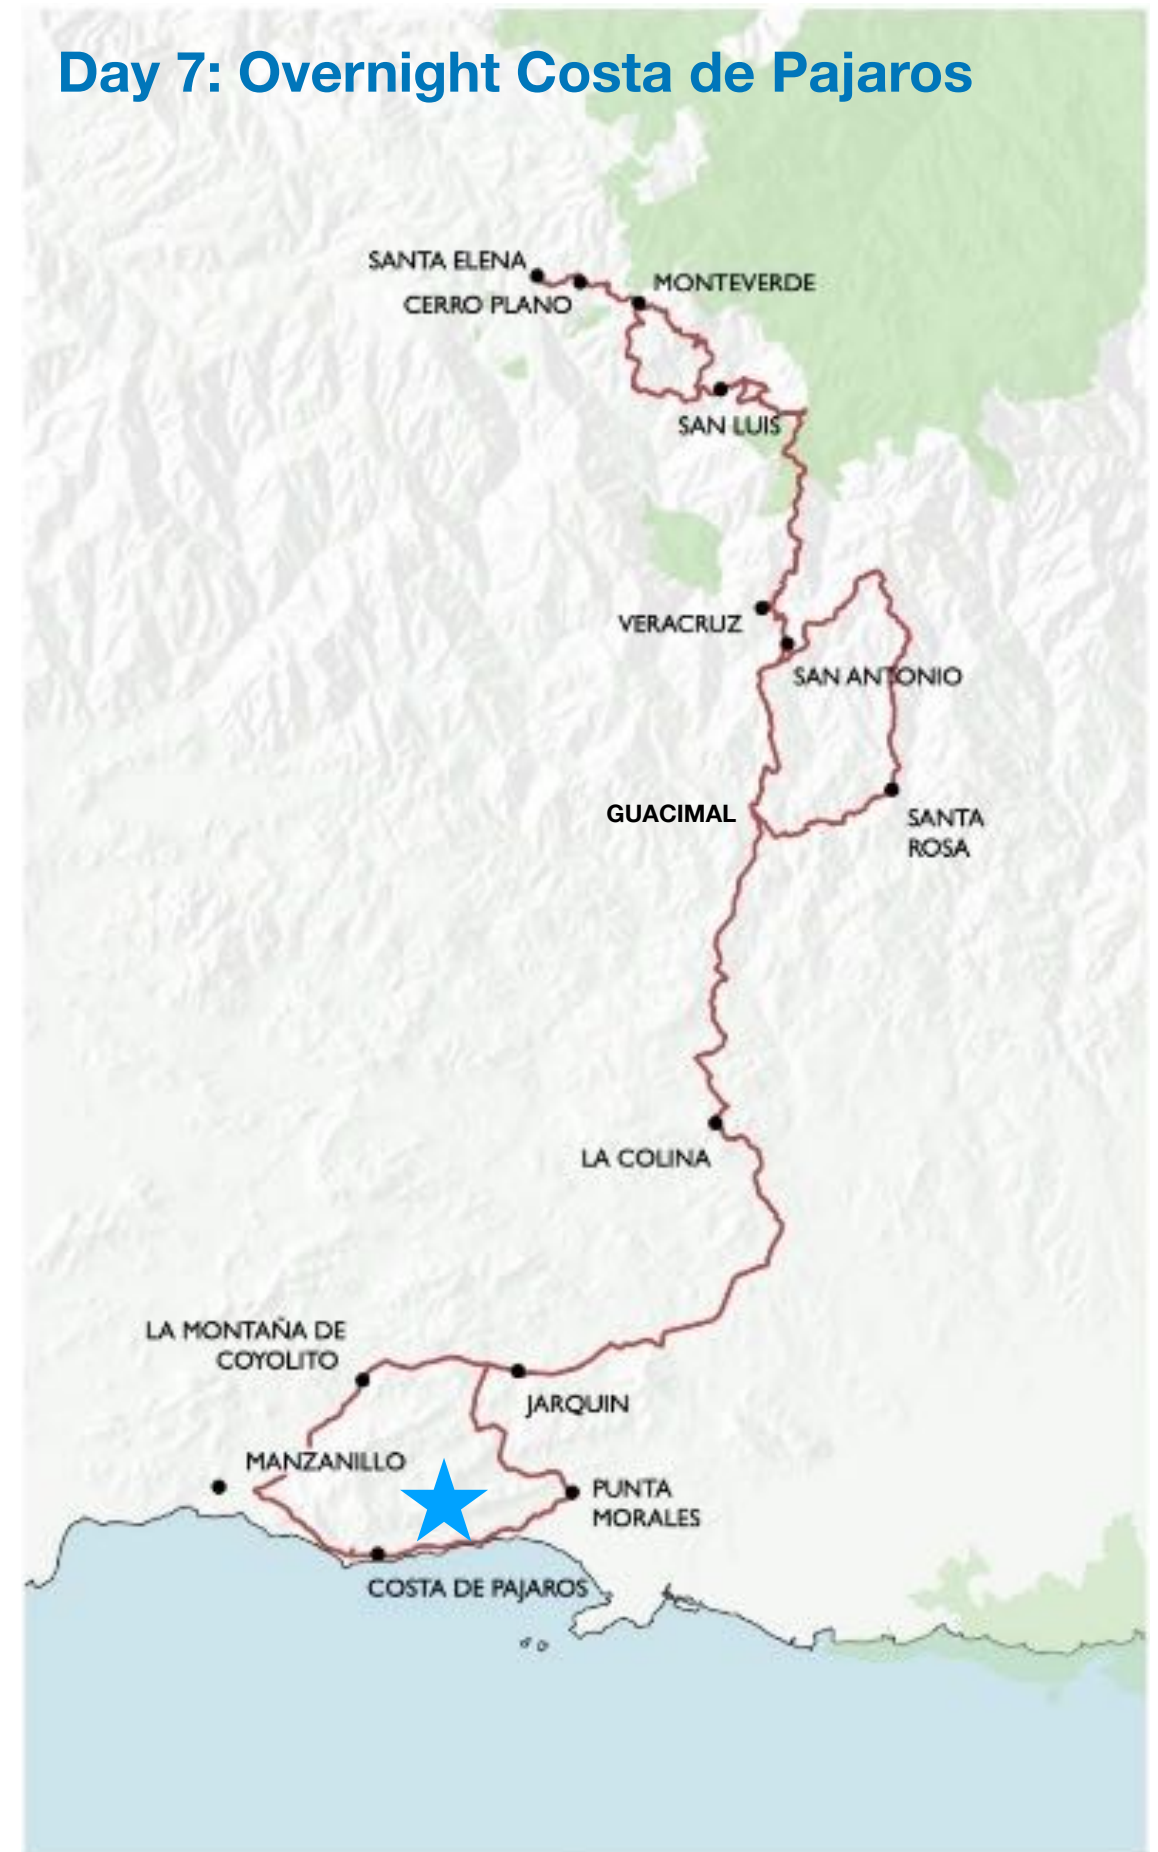 Day 7: Overnight Costa de Pajaros
SANTA ELENA
MONTEVERDE
CERRO PLANO
SAN LUIS
VERACRUZ
SAN ANTONIO
GUACIMAL
SANTA
ROSA
LA COLINA
LA MONTAÑA DE
COYOLITO
JARQUIN
MANZANILLO
PUNTA
MORALES
COSTA DE PAJAROS